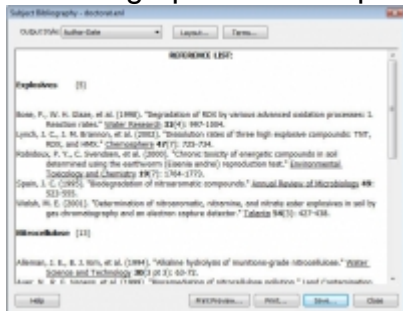 Subject Bibliography - doctorat.enl
Output Style: Author-Date
Layout...
Terms...
REFERENCE LIST:
Explosives [5]
Bose, P., W. H. Glaze, et al. (1998). "Degradation of RDX by various advanced oxidation processes: I.
Reaction rates." Water Research 32(4): 997-1004.
Lynch, J. C., J. M. Brannon, et al. (2002). "Dissolution rates of three high explosive compounds: TNT,
RDX, and HMX." Chemosphere 47(7): 725-734.
Robidoux, P. Y., C. Svendsen, et al. (2000). "Chronic toxicity of energetic compounds in soil
determined using the earthworm (Eisenia andrei) reproduction test." Environmental
Toxicology and Chemistry 19(7): 1764-1773.
Spain, J. C. (1995). "Biodegradation of nitroaromatic compounds." Annual Review of Microbiology 49:
523-555.
Walsh, M. E. (2001). "Determination of nitroaromatic, nitramine, and nitrate ester explosives in soil by
gas chromatography and an electron capture detector." Talanta 54(3): 427-438.
Nitrocellulose [13]
Alleman, J. E., B. J. Kim, et al. (1994). "Alkaline hydrolysis of munitions-grade nitrocellulose." Water
Science and Technology 30(3 pt 3): 63-72.
"Biodegradation of nitrocellulose
Help
Print Preview...
Print...
Save...
Close